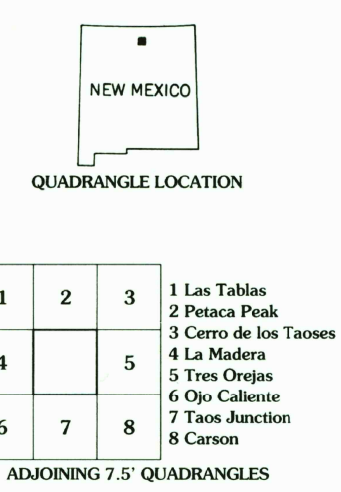 NEW MEXICO
QUADRANGLE LOCATION
1 2 3
4 5
6 7 8
1 Las Tablas
2 Petaca Peak
3 Cerro de los Taoses
4 La Madera
5 Tres Orejas
6 Ojo Caliente
7 Taos Junction
8 Carson
ADJOINING 7.5' QUADRANGLES